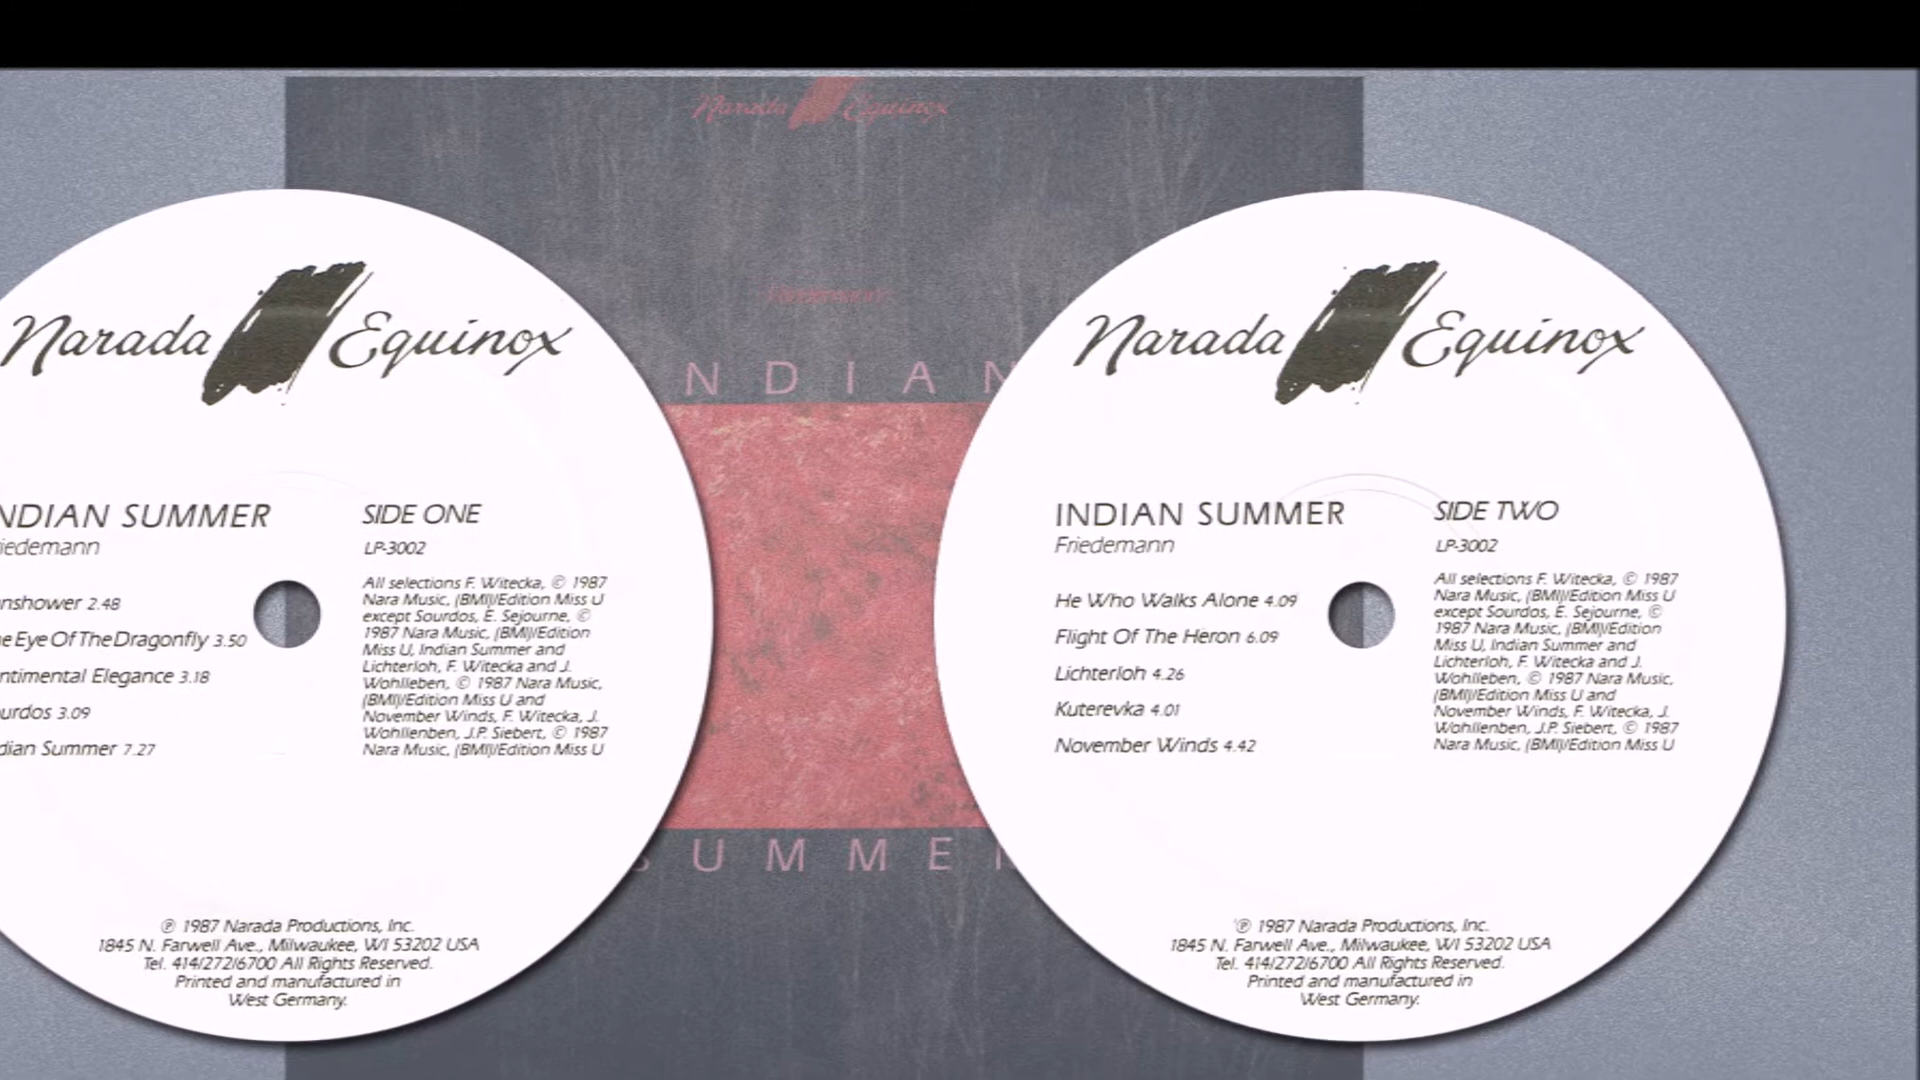 Narada Equinox
Friedemann
NDIAN
UMME
Narada Equinox
NDIAN SUMMER
iedemann
nshower 2.48
e Eye Of The Dragonfly 3.50
ntimental Elegance 3.18
urdos 3.09
dian Summer 7.27
SIDE ONE
LP-3002
All selections F. Witecka, © 1987
Nara Music, (BMI)/Edition Miss U
except Sourdos, E. Sejourne, ©
1987 Nara Music, (BMI)/Edition
Miss U, Indian Summer and
Lichterloh, F. Witecka and J.
Wohlleben, © 1987 Nara Music,
(BMI)/Edition Miss U and
November Winds, F. Witecka, J.
Wohllenben, J.P. Siebert, © 1987
Nara Music, (BMI)/Edition Miss U
℗ 1987 Narada Productions, Inc.
1845 N. Farwell Ave., Milwaukee, WI 53202 USA
Tel. 414/272/6700 All Rights Reserved.
Printed and manufactured in
West Germany.
Narada Equinox
INDIAN SUMMER
Friedemann
He Who Walks Alone 4.09
Flight Of The Heron 6.09
Lichterloh 4.26
Kuterevka 4.01
November Winds 4.42
SIDE TWO
LP-3002
All selections F. Witecka, © 1987
Nara Music, (BMI)/Edition Miss U
except Sourdos, E. Sejourne, ©
1987 Nara Music, (BMI)/Edition
Miss U, Indian Summer and
Lichterloh, F. Witecka and J.
Wohlleben, © 1987 Nara Music,
(BMI)/Edition Miss U and
November Winds, F. Witecka, J.
Wohllenben, J.P. Siebert, © 1987
Nara Music, (BMI)/Edition Miss U
℗ 1987 Narada Productions, Inc.
1845 N. Farwell Ave., Milwaukee, WI 53202 USA
Tel. 414/272/6700 All Rights Reserved.
Printed and manufactured in
West Germany.